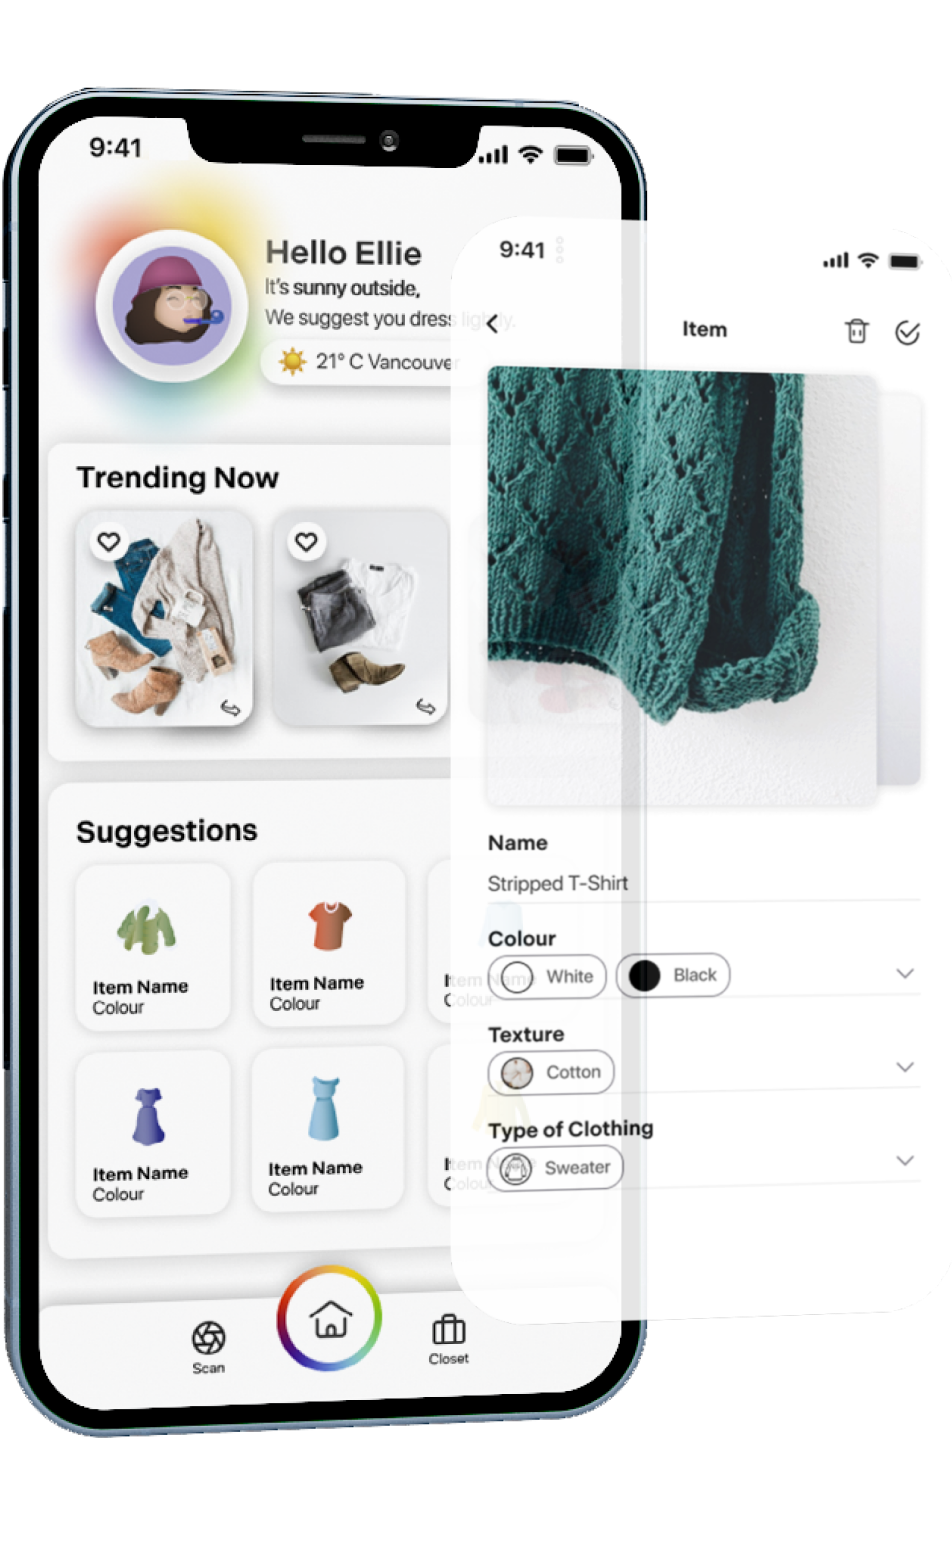 9:41
Hello Ellie
It's sunny outside,
We suggest you dress lightly.
21° C Vancouver
Trending Now
Suggestions
Item Name
Colour
Item Name
Colour
Item Name
Colour
Item Name
Colour
Item Name
Colour
Item Name
Colour
Scan
Closet
9:41
Item
Name
Stripped T-Shirt
Colour
White
Black
Texture
Cotton
Type of Clothing
Sweater